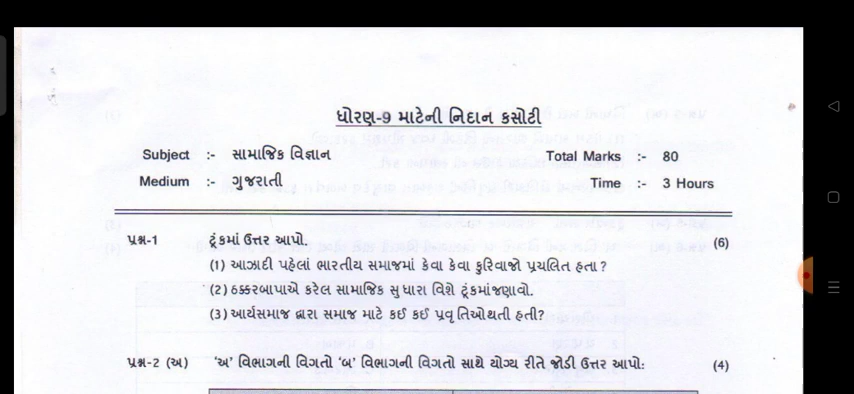 ધોરણ-9 માટેની નિદાન કસોટી
Subject :- સામાજિક વિજ્ઞાન Total Marks :- 80
Medium :- ગુજરાતી Time :- 3 Hours
પ્રશ્ન-1 ટૂંકમાં ઉત્તર આપો. (6)
(1) આઝાદી પહેલાં ભારતીય સમાજમાં કેવા કેવા કુરિવાજો પ્રચલિત હતા?
(2) ઠક્કરબાપાએ કરેલ સામાજિક સુધારા વિશે ટૂંકમાંજણાવો.
(3) આર્યસમાજ દ્વારા સમાજ માટે કઈ કઈ પ્રવૃતિઓથતી હતી?
પ્રશ્ન-2 (અ) 'અ' વિભાગની વિગતો 'બ' વિભાગની વિગતો સાથે યોગ્ય રીતે જોડી ઉત્તર આપો: (4)